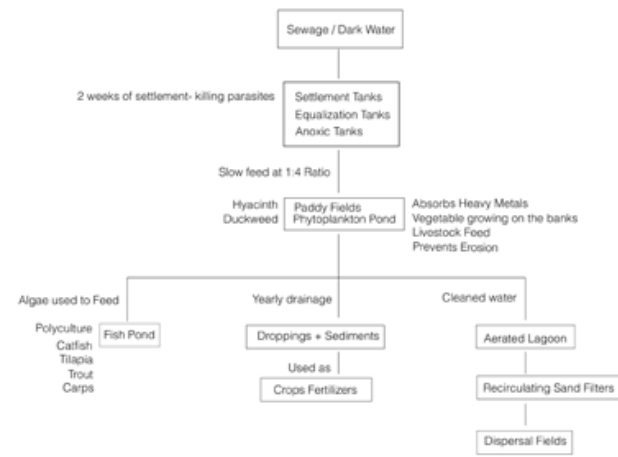 Sewage / Dark Water
2 weeks of settlement- killing parasites
Settlement Tanks
Equalization Tanks
Anoxic Tanks
Slow feed at 1:4 Ratio
Hyacinth
Duckweed
Paddy Fields
Phytoplankton Pond
Absorbs Heavy Metals
Vegetable growing on the banks
Livestock Feed
Prevents Erosion
Algae used to Feed
Yearly drainage
Cleaned water
Polyculture
Catfish
Tilapia
Trout
Carps
Fish Pond
Droppings + Sediments
Used as
Crops Fertilizers
Aerated Lagoon
Recirculating Sand Filters
Dispersal Fields